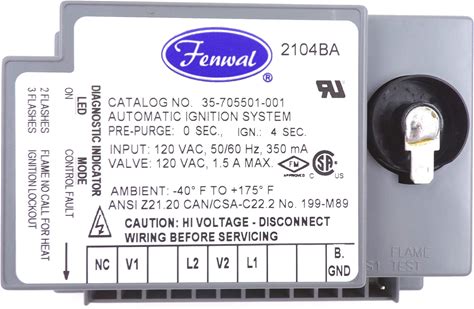 Fenwal
®
2104BA
CATALOG NO. 35-705501-001
AUTOMATIC IGNITION SYSTEM
PRE-PURGE: 0 SEC, IGN.: 4 SEC.
INPUT: 120 VAC, 50/60 Hz, 350 mA
VALVE: 120 VAC, 1.5 A MAX.
FM
APPROVED
SA
®
AMBIENT: -40° F TO +175° F
ANSI Z21.20 CAN/CSA-C22.2 No. 199-M89
CAUTION: HI VOLTAGE - DISCONNECT
WIRING BEFORE SERVICING
NC V1 L2 V2 L1 B. GND
DIAGNOSTIC INDICATOR
LED MODE
ON CONTROL FAULT
2 FLASHES FLAME NO CALL FOR HEAT
3 FLASHES IGNITION LOCKOUT
FLAME
S1 TEST